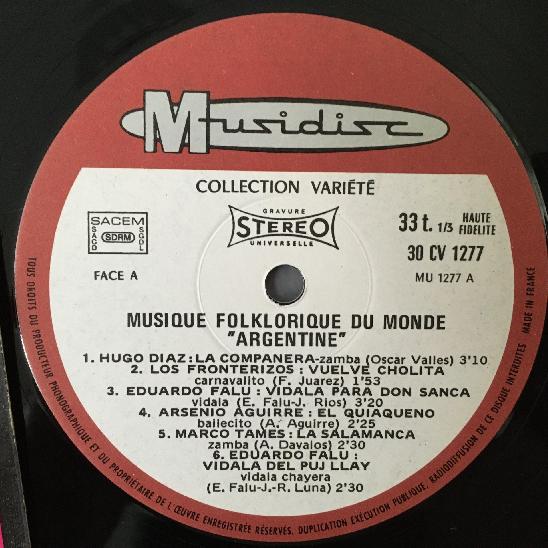 Musidisc
COLLECTION VARIÉTÉ
SACEM
SACD SDRM SGDL
GRAVURE
STEREO
UNIVERSELLE
33 t. 1/3 HAUTE FIDELITE
30 CV 1277
FACE A
MU 1277 A
MUSIQUE FOLKLORIQUE DU MONDE
"ARGENTINE"
1. HUGO DIAZ : LA COMPANERA-zamba (Oscar Valles) 3'10
2. LOS FRONTERIZOS : VUELVE CHOLITA
carnavalito (F. Juarez) 1'53
3. EDUARDO FALU : VIDALA PARA DON SANCA
vidala (E. Falu-J. Rios) 3'20
4. ARSENIO AGUIRRE : EL QUIAQUENO
bailecito (A. Aguirre) 2'25
5. MARCO TAMES : LA SALAMANCA
zamba (A. Davalos) 2'30
6. EDUARDO FALU :
VIDALA DEL PUJ LLAY
vidala chayera
(E. Falu-J.-R. Luna) 2'30
TOUS DROITS DU PRODUCTEUR PHONOGRAPHIQUE ET DU PROPRIÉTAIRE DE L'ŒUVRE ENREGISTRÉE RÉSERVÉS. DUPLICATION EXÉCUTION PUBLIQUE, RADIODIFFUSION DE CE DISQUE INTERDITES
MADE IN FRANCE